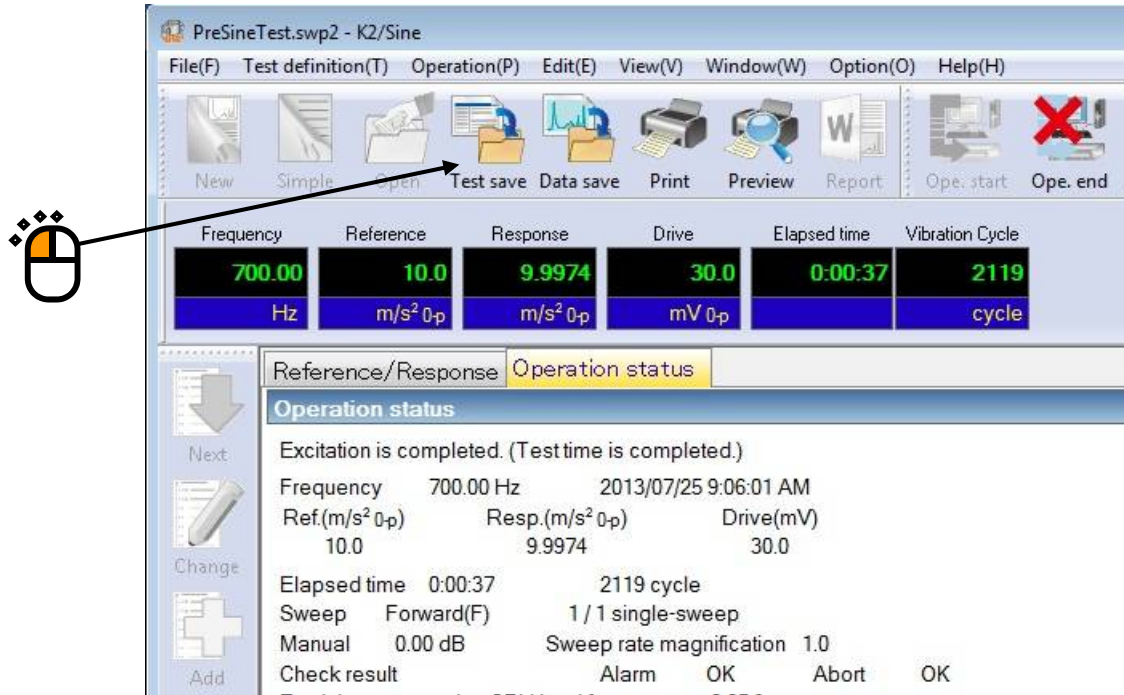 PreSineTest.swp2 - K2/Sine
File(F) Test definition(T) Operation(P) Edit(E) View(V) Window(W) Option(O) Help(H)
New Simple Open Test save Data save Print Preview Report Ope. start Ope. end
Frequency Reference Response Drive Elapsed time Vibration Cycle
700.00 10.0 9.9974 30.0 0:00:37 2119
Hz m/s² 0-p m/s² 0-p mV 0-p cycle
Reference/Response Operation status
Operation status
Next
Excitation is completed. (Test time is completed.)
Frequency 700.00 Hz 2013/07/25 9:06:01 AM
Ref.(m/s² 0-p) Resp.(m/s² 0-p) Drive(mV)
10.0 9.9974 30.0
Change
Elapsed time 0:00:37 2119 cycle
Sweep Forward(F) 1 / 1 single-sweep
Manual 0.00 dB Sweep rate magnification 1.0
Add
Check result Alarm OK Abort OK